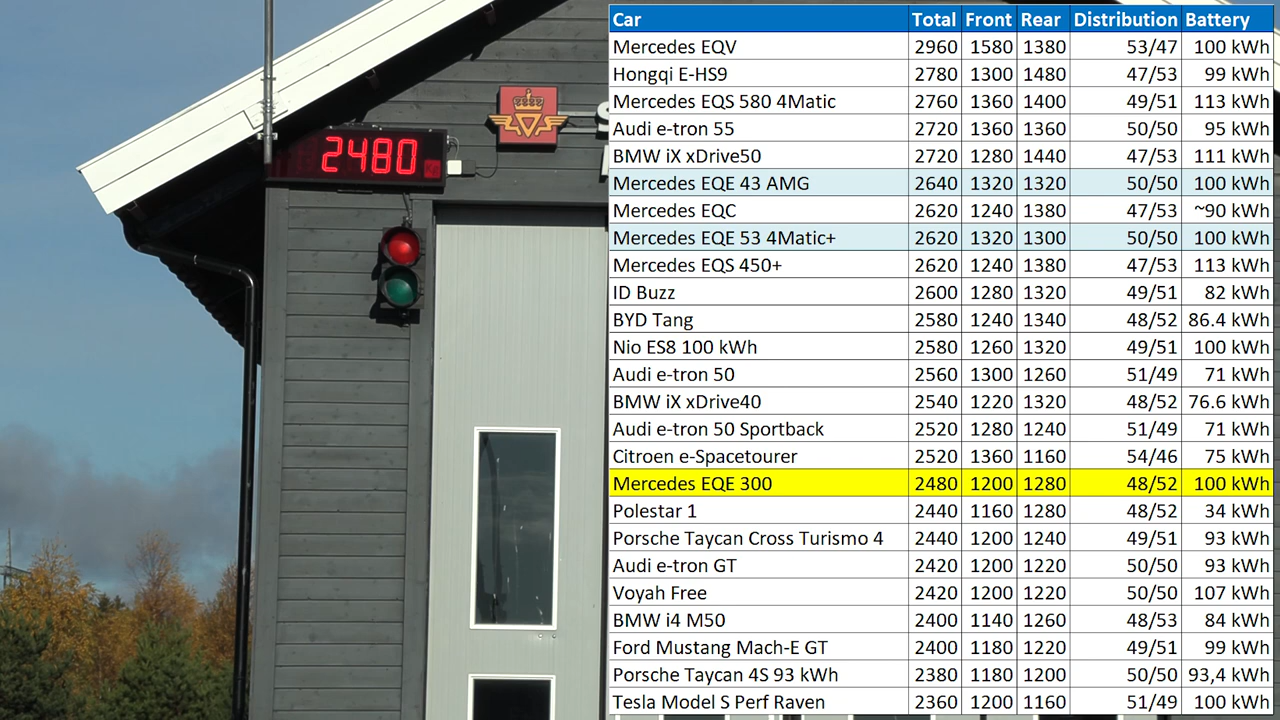 2480
Car Total Front Rear Distribution Battery
Mercedes EQV 2960 1580 1380 53/47 100 kWh
Hongqi E-HS9 2780 1300 1480 47/53 99 kWh
Mercedes EQS 580 4Matic 2760 1360 1400 49/51 113 kWh
Audi e-tron 55 2720 1360 1360 50/50 95 kWh
BMW iX xDrive50 2720 1280 1440 47/53 111 kWh
Mercedes EQE 43 AMG 2640 1320 1320 50/50 100 kWh
Mercedes EQC 2620 1240 1380 47/53 ~90 kWh
Mercedes EQE 53 4Matic+ 2620 1320 1300 50/50 100 kWh
Mercedes EQS 450+ 2620 1240 1380 47/53 113 kWh
ID Buzz 2600 1280 1320 49/51 82 kWh
BYD Tang 2580 1240 1340 48/52 86.4 kWh
Nio ES8 100 kWh 2580 1260 1320 49/51 100 kWh
Audi e-tron 50 2560 1300 1260 51/49 71 kWh
BMW iX xDrive40 2540 1220 1320 48/52 76.6 kWh
Audi e-tron 50 Sportback 2520 1280 1240 51/49 71 kWh
Citroen e-Spacetourer 2520 1360 1160 54/46 75 kWh
Mercedes EQE 300 2480 1200 1280 48/52 100 kWh
Polestar 1 2440 1160 1280 48/52 34 kWh
Porsche Taycan Cross Turismo 4 2440 1200 1240 49/51 93 kWh
Audi e-tron GT 2420 1200 1220 50/50 93 kWh
Voyah Free 2420 1200 1220 50/50 107 kWh
BMW i4 M50 2400 1140 1260 48/53 84 kWh
Ford Mustang Mach-E GT 2400 1180 1220 49/51 99 kWh
Porsche Taycan 4S 93 kWh 2380 1180 1200 50/50 93,4 kWh
Tesla Model S Perf Raven 2360 1200 1160 51/49 100 kWh